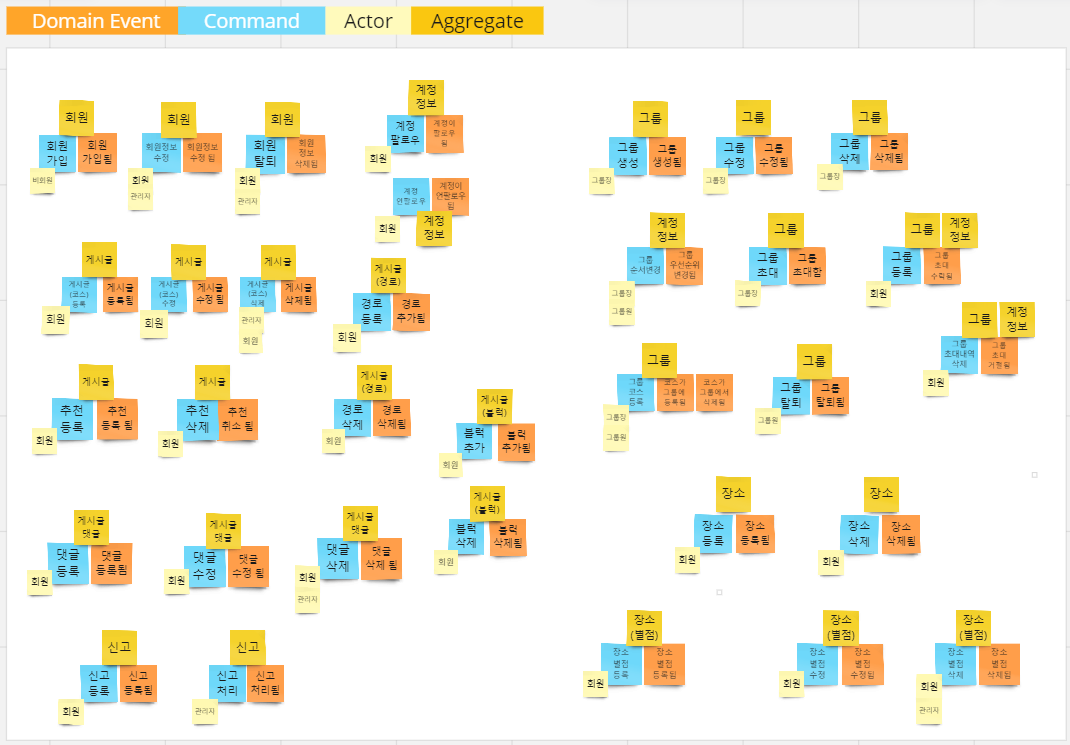 Domain Event
Command
Actor
Aggregate
회원
회원
가입
회원
가입됨
비회원
회원
회원정보
수정
회원정보
수정 됨
회원
관리자
회원
회원
탈퇴
회원
정보
삭제됨
회원
관리자
계정
정보
계정
팔로우
계정이
팔로우
됨
회원
계정
언팔로우
계정이
언팔로우
됨
회원
계정
정보
게시글
게시글
(코스)
등록
게시글
등록됨
회원
게시글
게시글
(코스)
수정
게시글
수정 됨
회원
게시글
게시글
(코스)
삭제
게시글
삭제됨
관리자
회원
게시글
(경로)
경로
등록
경로
추가됨
회원
게시글
추천
등록
추천
등록 됨
회원
게시글
추천
삭제
추천
취소 됨
회원
게시글
(경로)
경로
삭제
경로
삭제됨
회원
게시글
(블럭)
블럭
추가
블럭
추가됨
회원
게시글
댓글
댓글
등록
댓글
등록됨
회원
게시글
댓글
댓글
수정
댓글
수정 됨
회원
게시글
댓글
댓글
삭제
댓글
삭제 됨
회원
관리자
게시글
(블럭)
블럭
삭제
블럭
삭제됨
회원
신고
신고
등록
신고
등록됨
회원
신고
신고
처리
신고
처리됨
관리자
그룹
그룹
생성
그룹
생성됨
그룹장
그룹
그룹
수정
그룹
수정됨
그룹장
그룹
그룹
삭제
그룹
삭제됨
그룹장
계정
정보
그룹
순서변경
그룹
우선순위
변경됨
그룹장
그룹원
그룹
그룹
초대
그룹
초대함
그룹장
그룹
계정
정보
그룹
등록
그룹
초대
수락됨
회원
그룹
계정
정보
그룹
초대내역
삭제
그룹
초대
거절됨
회원
그룹
그룹
코스
등록
코스가
그룹에
등록됨
코스가
그룹에서
삭제됨
그룹장
그룹원
그룹
그룹
탈퇴
그룹
탈퇴됨
그룹원
장소
장소
등록
장소
등록됨
회원
장소
장소
삭제
장소
삭제됨
회원
장소
(별점)
장소
별점
등록
장소
별점
등록됨
회원
장소
(별점)
장소
별점
수정
장소
별점
수정됨
회원
장소
(별점)
장소
별점
삭제
장소
별점
삭제됨
회원
관리자